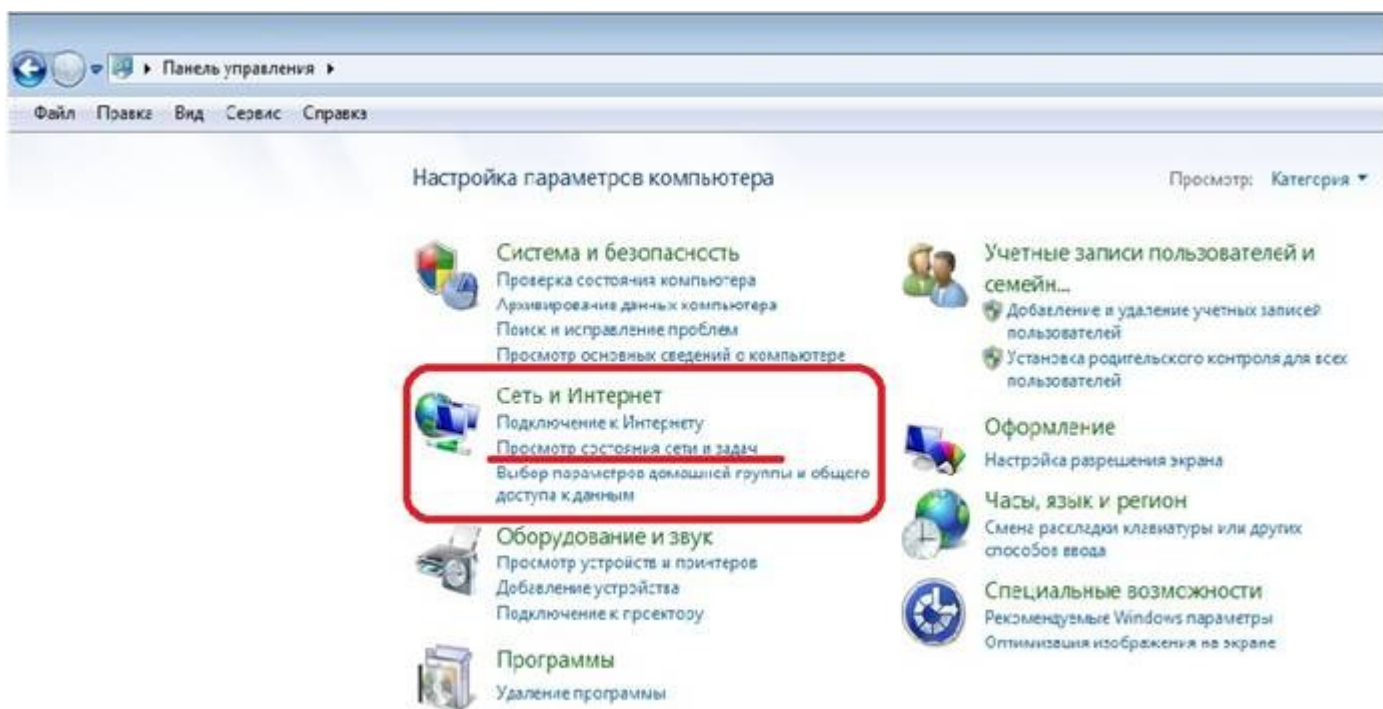 Панель управления
Файл Правка Вид Сервис Справка
Настройка параметров компьютера
Просмотр: Категория
Система и безопасность
Проверка состояния компьютера
Архивирование данных компьютера
Поиск и исправление проблем
Просмотр основных сведений о компьютере
Сеть и Интернет
Подключение к Интернету
Просмотр состояния сети и задач
Выбор параметров домашней группы и общего
доступа к данным
Оборудование и звук
Просмотр устройств и принтеров
Добавление устройства
Подключение к проектору
Программы
Удаление программы
Учетные записи пользователей и
семейн...
Добавление и удаление учетных записей
пользователей
Установка родительского контроля для всех
пользователей
Оформление
Настройка разрешения экрана
Часы, язык и регион
Смена раскладки клавиатуры или других
способов ввода
Специальные возможности
Рекомендуемые Windows параметры
Оптимизация изображения на экране